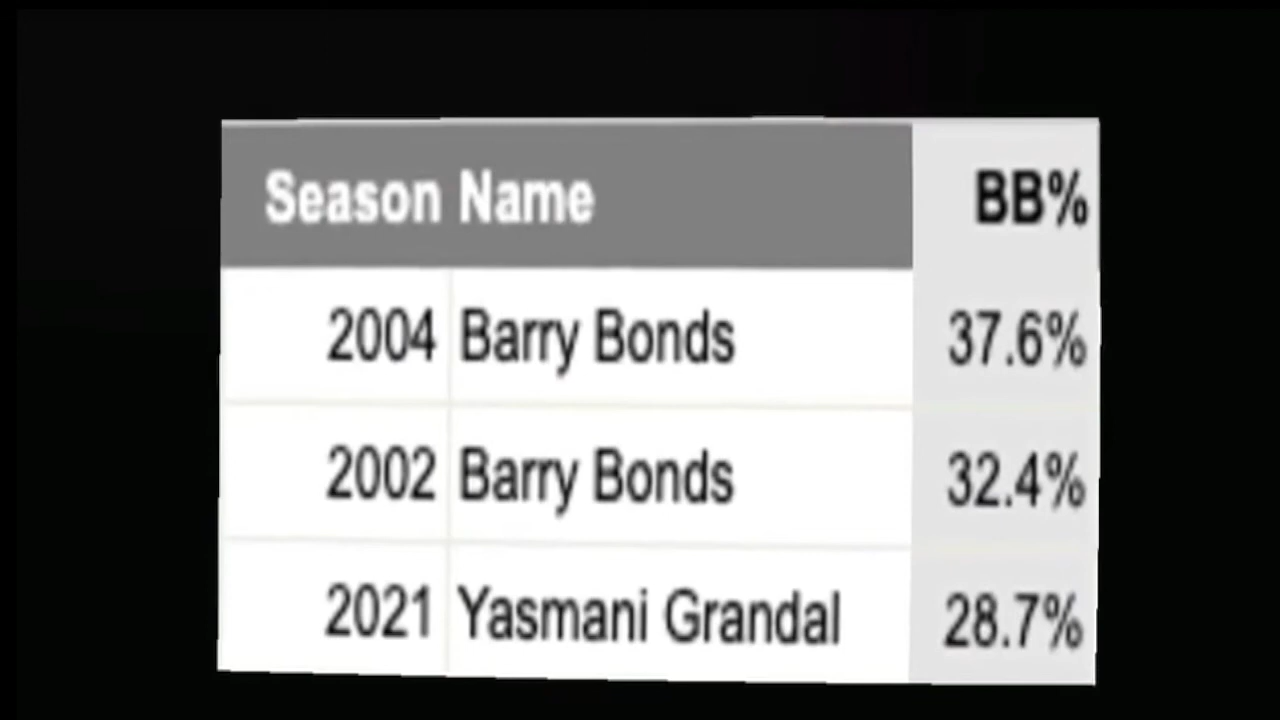 Season Name BB%
2004 Barry Bonds 37.6%
2002 Barry Bonds 32.4%
2021 Yasmani Grandal 28.7%